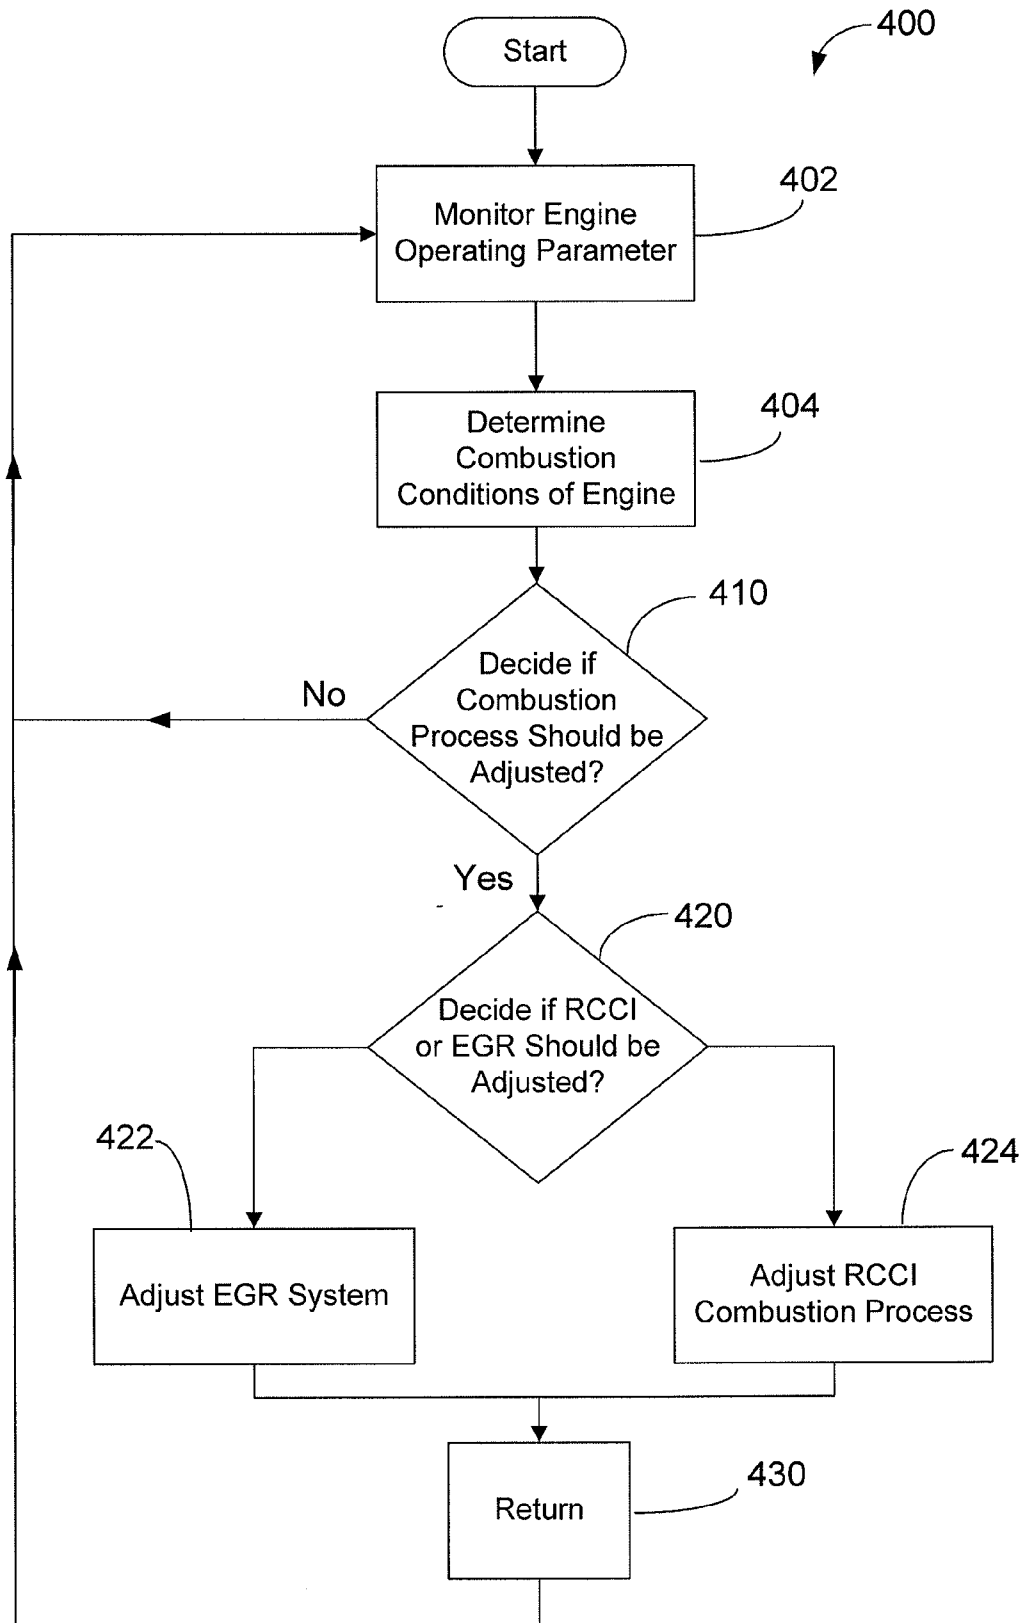 Start
400
Monitor Engine
Operating Parameter
402
Determine
Combustion
Conditions of Engine
404
410
Decide if
Combustion
Process Should be
Adjusted?
No
Yes
420
Decide if RCCI
or EGR Should be
Adjusted?
422
424
Adjust EGR System
Adjust RCCI
Combustion Process
Return
430